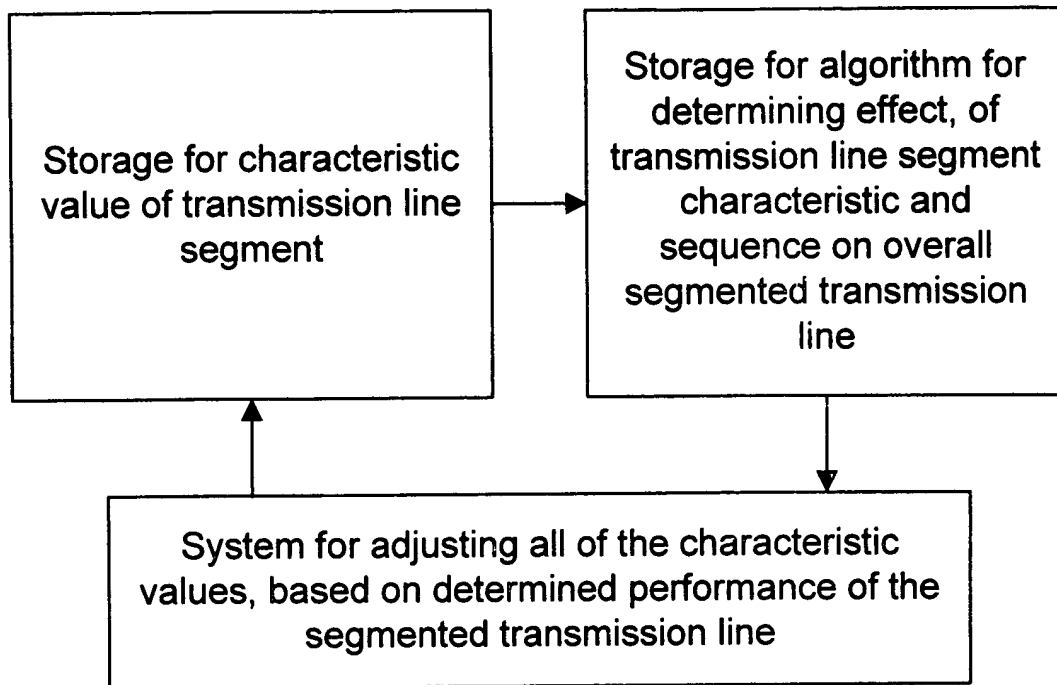 Storage for characteristic
value of transmission line
segment
Storage for algorithm for
determining effect, of
transmission line segment
characteristic and
sequence on overall
segmented transmission
line
System for adjusting all of the characteristic
values, based on determined performance of the
segmented transmission line